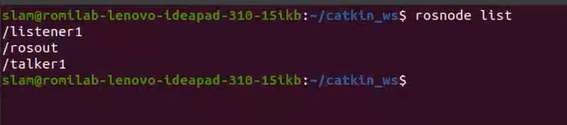 slam@romilab-lenovo-ideapad-310-15ikb:~/catkin_ws$ rosnode list
/listener1
/rosout
/talker1
slam@romilab-lenovo-ideapad-310-15ikb:~/catkin_ws$